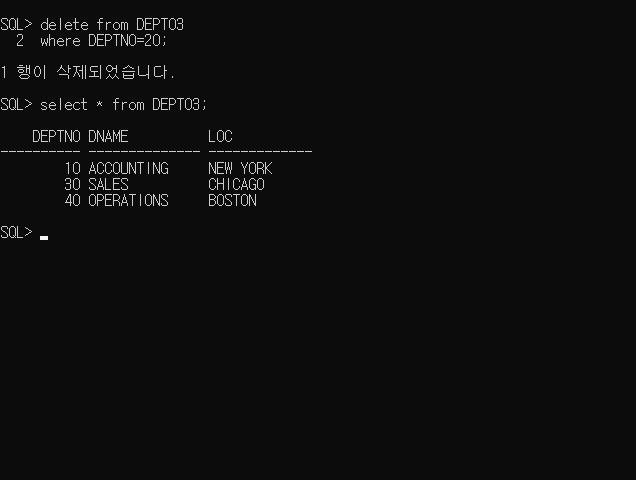 SQL> delete from DEPT03
  2  where DEPTNO=20;
1 행이 삭제되었습니다.
SQL> select * from DEPT03;
    DEPTNO DNAME          LOC
---------- -------------- -------------
        10 ACCOUNTING     NEW YORK
        30 SALES          CHICAGO
        40 OPERATIONS     BOSTON
SQL>